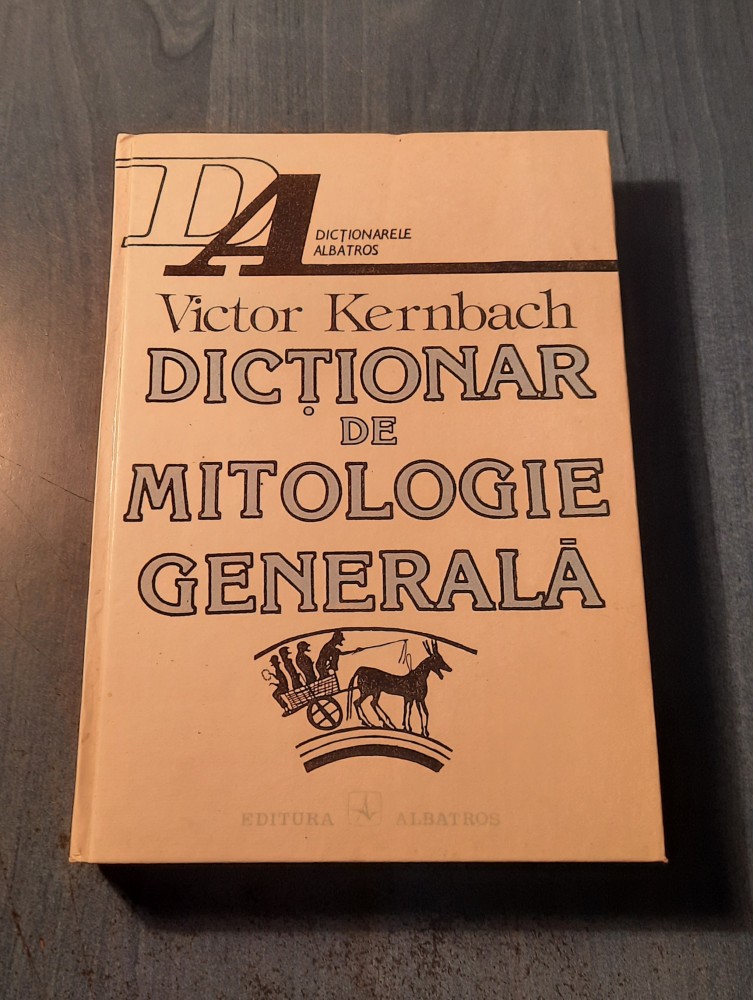 DA
DICȚIONARELE
ALBATROS
Victor Kernbach
DICȚIONAR
DE
MITOLOGIE
GENERALĂ
EDITURA ALBATROS